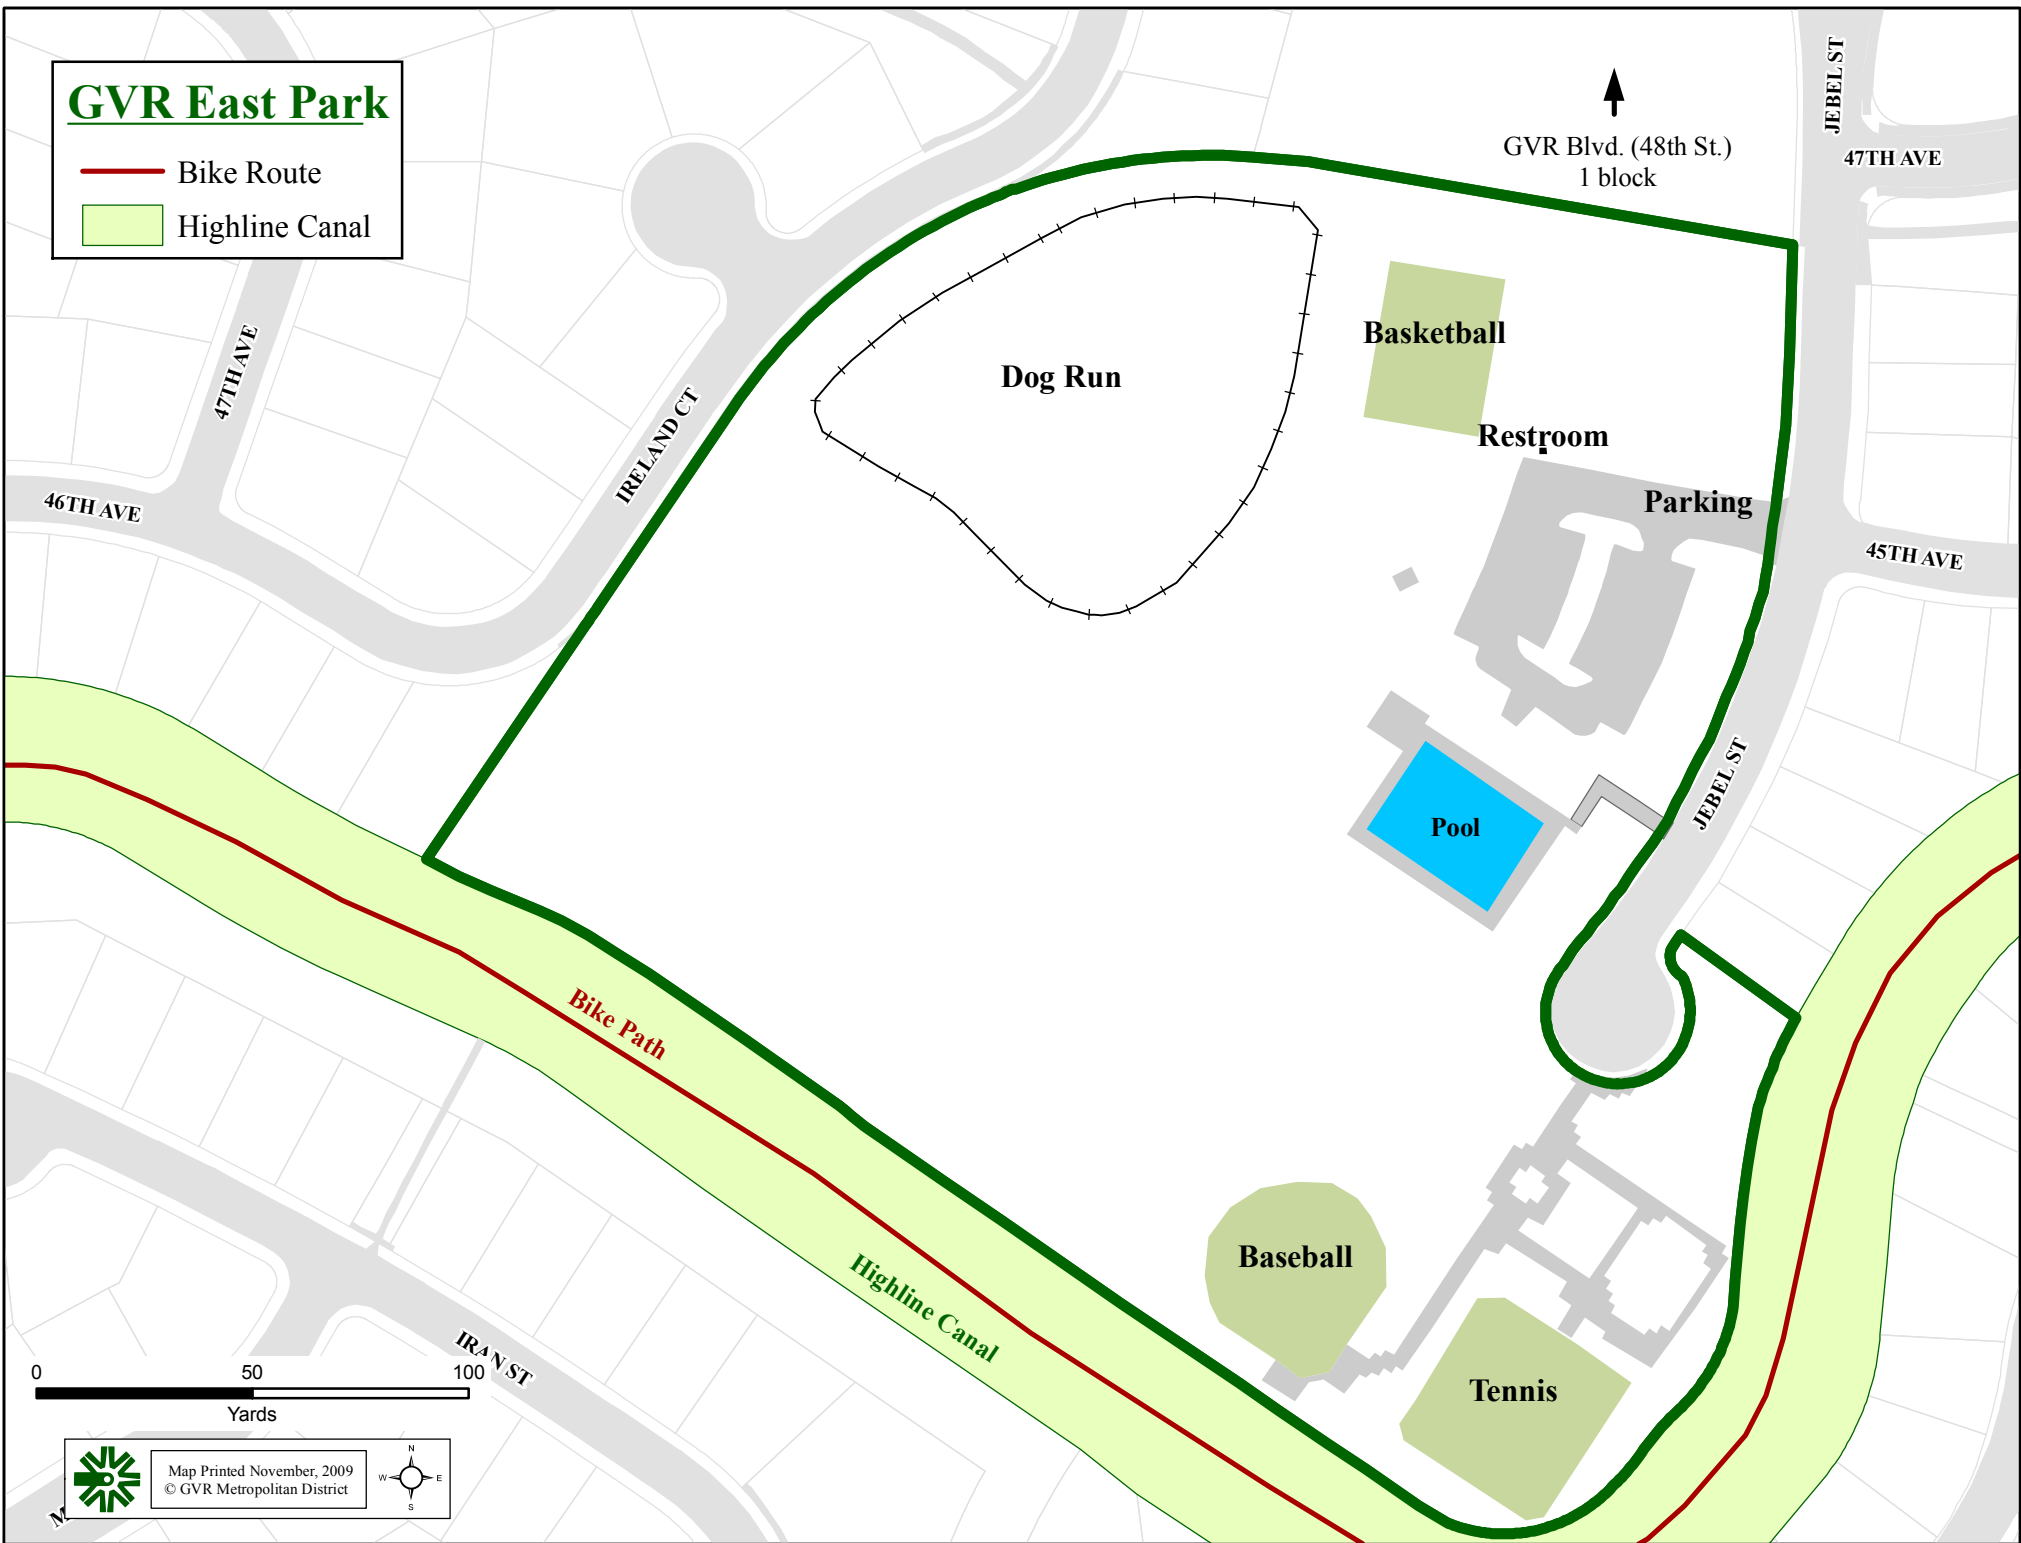 GVR East Park
Bike Route
Highline Canal
GVR Blvd. (48th St.)
1 block
JEBEL ST
47TH AVE
47TH AVE
Basketball
Dog Run
Restroom
IRELAND CT
Parking
46TH AVE
45TH AVE
JEBEL ST
Pool
Bike Path
Baseball
Highline Canal
Tennis
IRAN ST
0 50 100
Yards
Map Printed November, 2009
© GVR Metropolitan District
N
W E
S
M